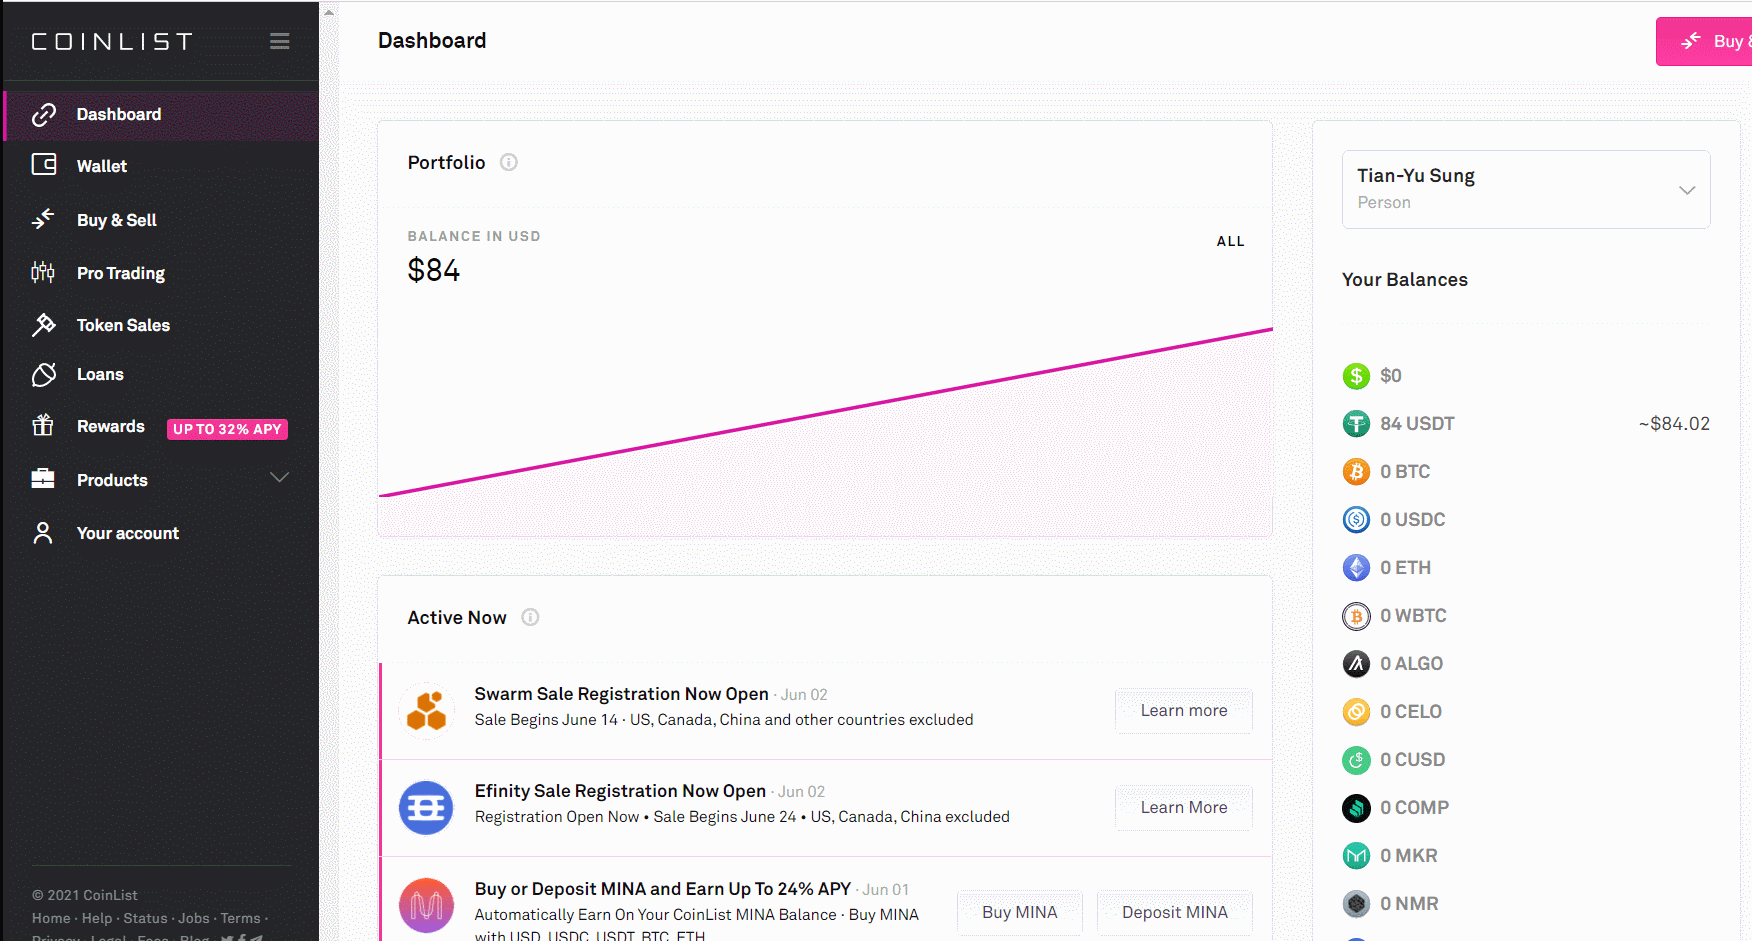 COINLIST
Dashboard
Wallet
Buy & Sell
Pro Trading
Token Sales
Loans
Rewards UP TO 32% APY
Products
Your account
© 2021 CoinList
Home · Help · Status · Jobs · Terms ·
Privacy · Legal · Fees · Blog ·
Dashboard
Buy &
Portfolio
BALANCE IN USD
$84
ALL
Active Now
Swarm Sale Registration Now Open · Jun 02
Sale Begins June 14 · US, Canada, China and other countries excluded
Learn more
Efinity Sale Registration Now Open · Jun 02
Registration Open Now • Sale Begins June 24 • US, Canada, China excluded
Learn More
Buy or Deposit MINA and Earn Up To 24% APY · Jun 01
Automatically Earn On Your CoinList MINA Balance · Buy MINA
with USD, USDC, USDT, BTC, ETH
Buy MINA
Deposit MINA
Tian-Yu Sung
Person
Your Balances
$0
84 USDT ~$84.02
0 BTC
0 USDC
0 ETH
0 WBTC
0 ALGO
0 CELO
0 CUSD
0 COMP
0 MKR
0 NMR